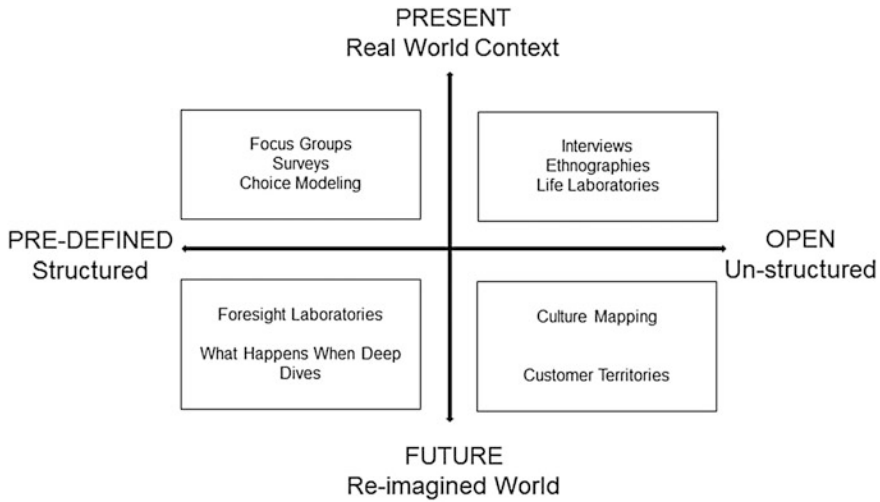 PRESENT
Real World Context
Focus Groups
Surveys
Choice Modeling
Interviews
Ethnographies
Life Laboratories
PRE-DEFINED
Structured
OPEN
Un-structured
Foresight Laboratories
What Happens When Deep
Dives
Culture Mapping
Customer Territories
FUTURE
Re-imagined World